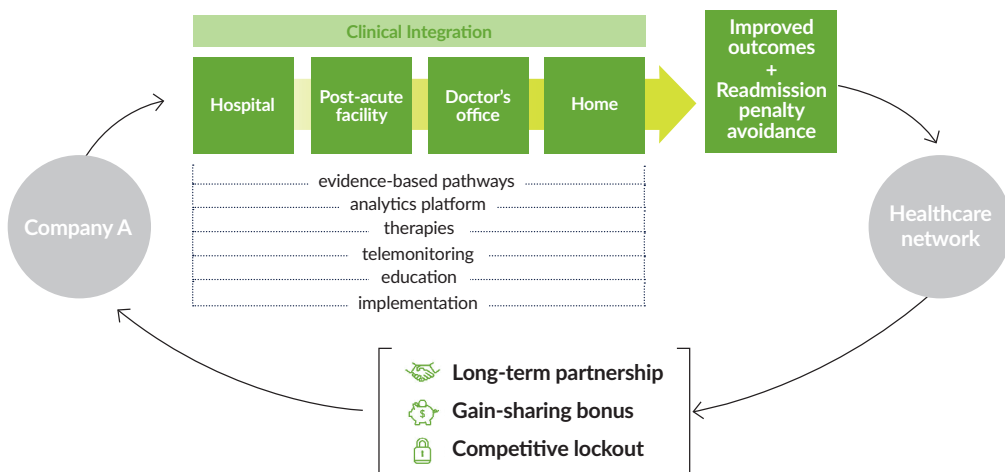 Clinical Integration
Hospital
Post-acute
facility
Doctor's
office
Home
Improved
outcomes
+
Readmission
penalty
avoidance
Company A
evidence-based pathways
analytics platform
therapies
telemonitoring
education
implementation
Healthcare
network
Long-term partnership
$
Gain-sharing bonus
Competitive lockout